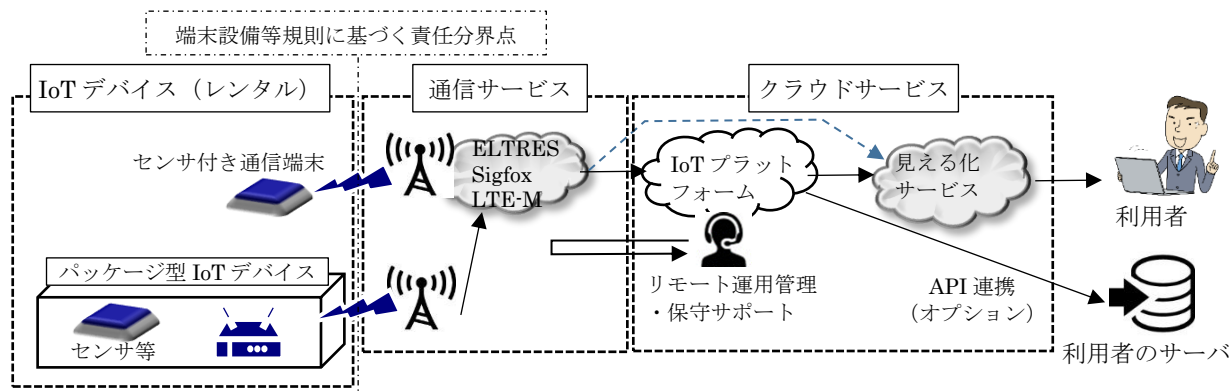 端末設備等規則に基づく責任分界点
IoT デバイス（レンタル）
通信サービス
クラウドサービス
センサ付き通信端末
ELTRES
Sigfox
LTE-M
IoT プラット
フォーム
見える化
サービス
利用者
パッケージ型 IoT デバイス
センサ等
リモート運用管理
・保守サポート
API 連携
（オプション）
利用者のサーバ